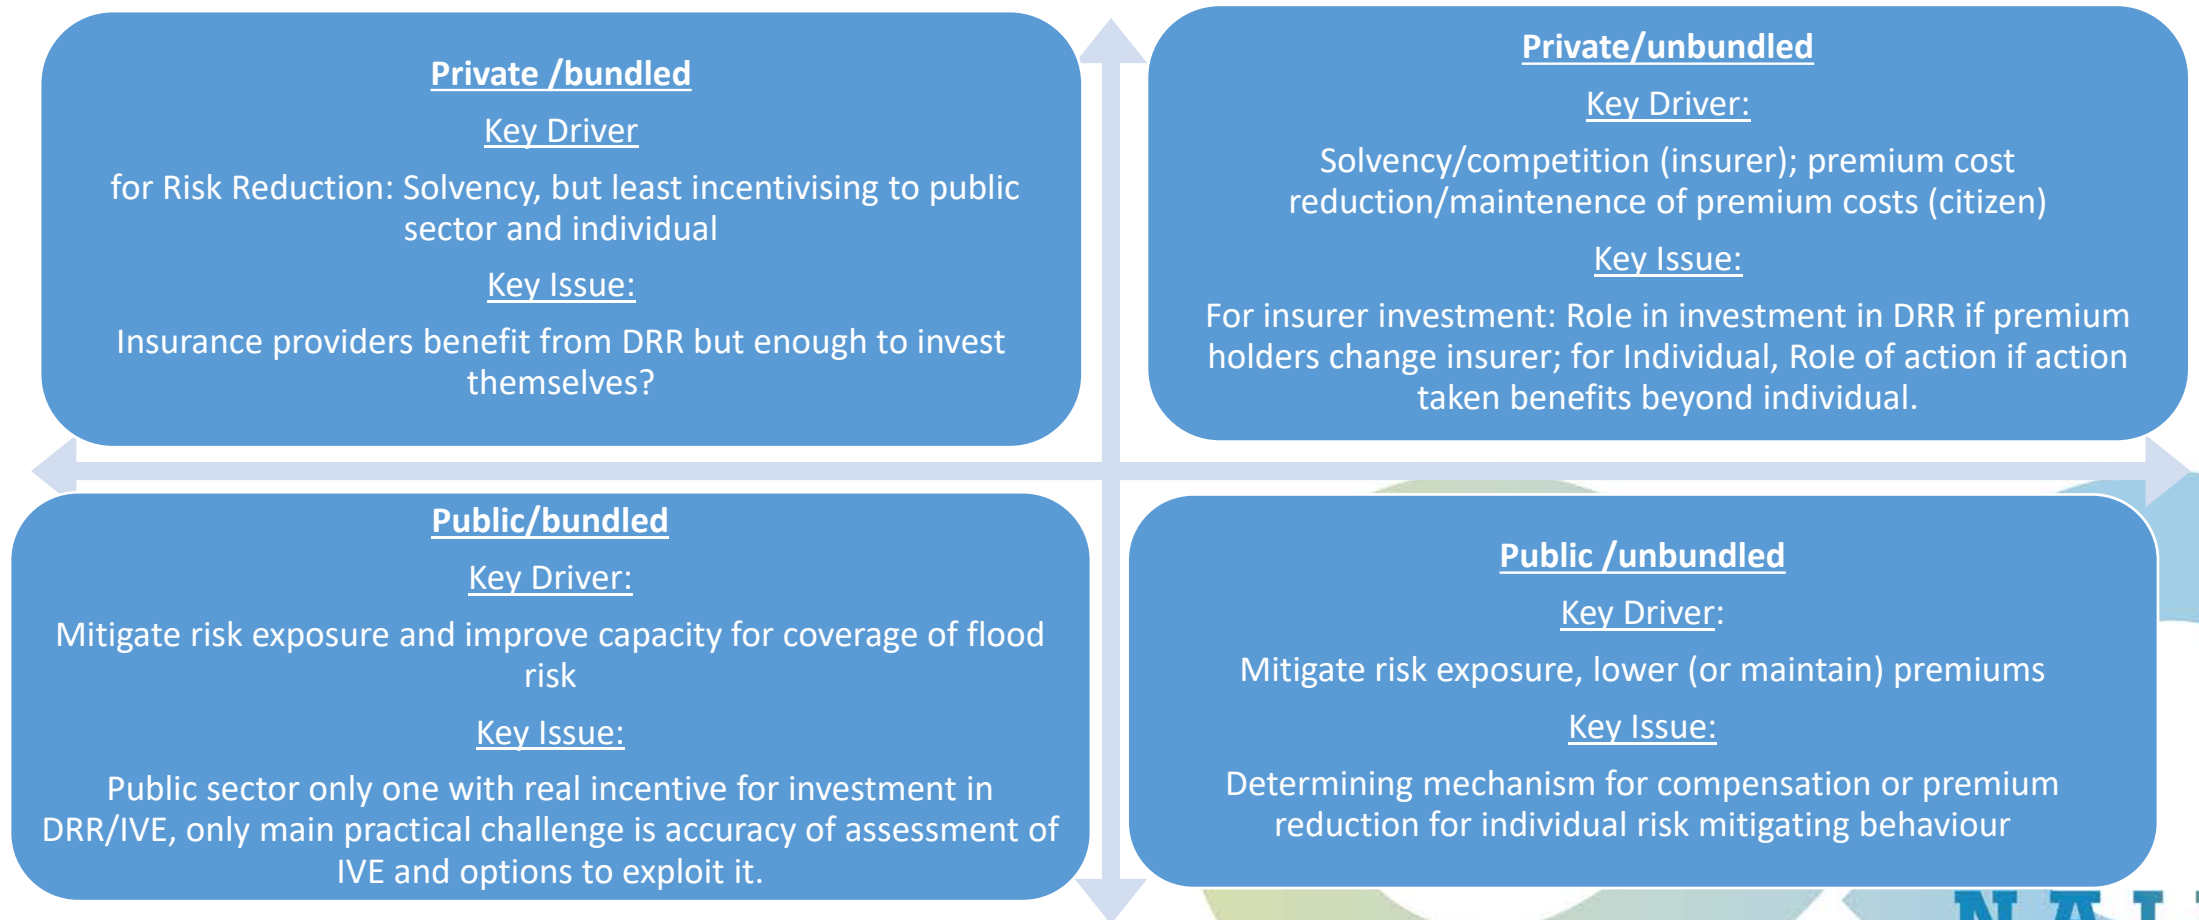 Private /bundled
Key Driver
for Risk Reduction: Solvency, but least incentivising to public
sector and individual
Key Issue:
Insurance providers benefit from DRR but enough to invest
themselves?
Private/unbundled
Key Driver:
Solvency/competition (insurer); premium cost
reduction/maintenence of premium costs (citizen)
Key Issue:
For insurer investment: Role in investment in DRR if premium
holders change insurer; for Individual, Role of action if action
taken benefits beyond individual.
Public/bundled
Key Driver:
Mitigate risk exposure and improve capacity for coverage of flood
risk
Key Issue:
Public sector only one with real incentive for investment in
DRR/IVE, only main practical challenge is accuracy of assessment of
IVE and options to exploit it.
Public /unbundled
Key Driver:
Mitigate risk exposure, lower (or maintain) premiums
Key Issue:
Determining mechanism for compensation or premium
reduction for individual risk mitigating behaviour